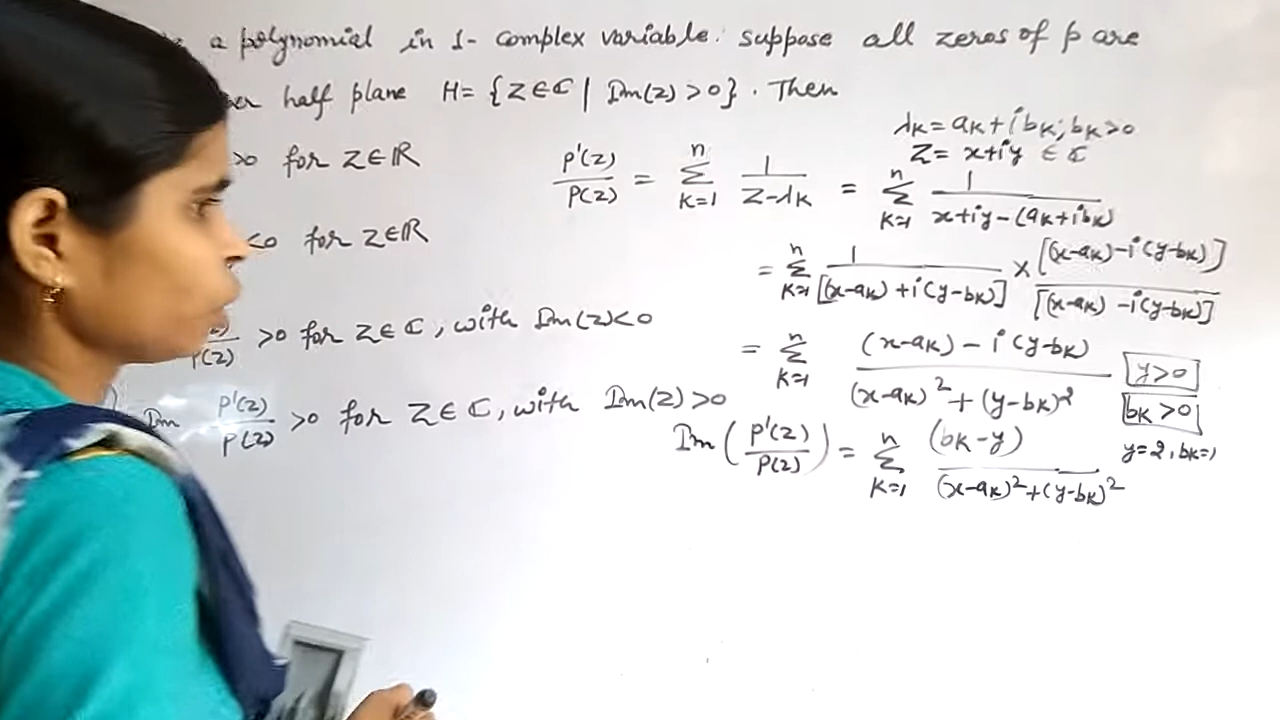 a polynomial in 1- complex variable. suppose all zeros of p are
half plane H= {Z∈ℂ | Im(z) >0}. Then
>0 for Z∈ℝ
<0 for Z∈ℝ
P(Z) >0 for Z∈ℂ, with Im(z)<0
Im P'(Z)/P(Z) >0 for Z∈ℂ, with Im(z) >0
λk = ak + ibk; bk>0
Z = x+iy ∈ ℂ
P'(Z)/P(Z) = Σ_{K=1}^{n} 1/(Z-λk) = Σ_{K=1}^{n} 1/(x+iy-(ak+ibk)
= Σ_{K=1}^{n} 1/[(x-ak)+i(y-bk)] × [(x-ak)-i(y-bk)]/[(x-ak)-i(y-bk)]
= Σ_{K=1}^{n} ((x-ak)-i(y-bk))/((x-ak)²+(y-bk)²)
y>0
bk >0
y=2, bk=1
Im(P'(Z)/P(Z)) = Σ_{K=1}^{n} (bk-y)/((x-ak)²+(y-bk)²)